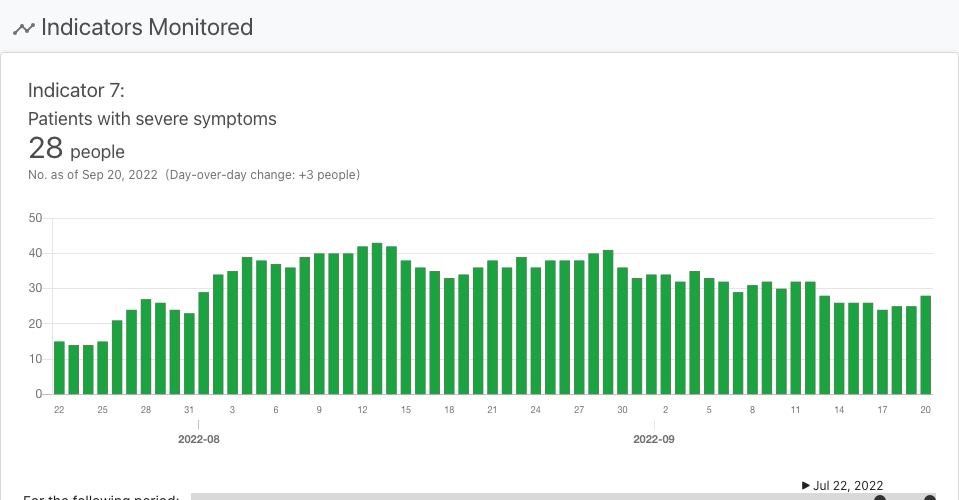 Indicators Monitored
Indicator 7:
Patients with severe symptoms
28 people
No. as of Sep 20, 2022 (Day-over-day change: +3 people)
50
40
30
20
10
0
22 25 28 31 3 6 9 12 15 18 21 24 27 30 2 5 8 11 14 17 20
2022-08 2022-09
Jul 22, 2022
For the following period: